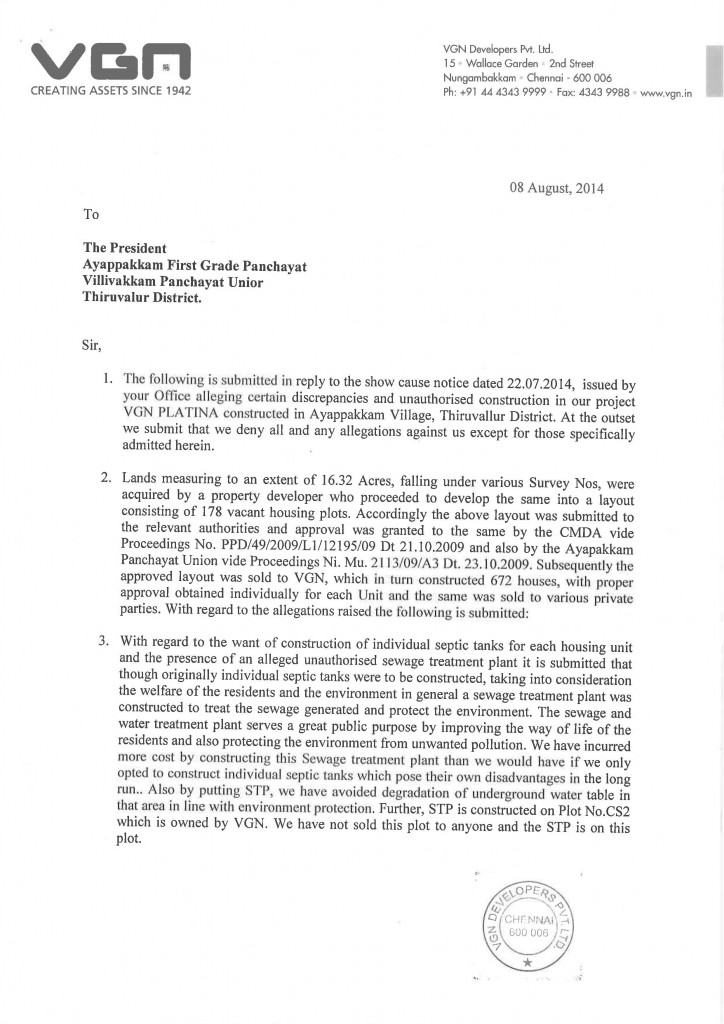 VGN
CREATING ASSETS SINCE 1942
VGN Developers Pvt. Ltd.
15 • Wallace Garden • 2nd Street
Nungambakkam • Chennai - 600 006
Ph: +91 44 4343 9999 • Fax: 4343 9988 • www.vgn.in
08 August, 2014
To
The President
Ayappakkam First Grade Panchayat
Villivakkam Panchayat Unior
Thiruvalur District.
Sir,
1. The following is submitted in reply to the show cause notice dated 22.07.2014, issued by
your Office alleging certain discrepancies and unauthorised construction in our project
VGN PLATINA constructed in Ayappakkam Village, Thiruvallur District. At the outset
we submit that we deny all and any allegations against us except for those specifically
admitted herein.
2. Lands measuring to an extent of 16.32 Acres, falling under various Survey Nos, were
acquired by a property developer who proceeded to develop the same into a layout
consisting of 178 vacant housing plots. Accordingly the above layout was submitted to
the relevant authorities and approval was granted to the same by the CMDA vide
Proceedings No. PPD/49/2009/L1/12195/09 Dt 21.10.2009 and also by the Ayapakkam
Panchayat Union vide Proceedings Ni. Mu. 2113/09/A3 Dt. 23.10.2009. Subsequently the
approved layout was sold to VGN, which in turn constructed 672 houses, with proper
approval obtained individually for each Unit and the same was sold to various private
parties. With regard to the allegations raised the following is submitted:
3. With regard to the want of construction of individual septic tanks for each housing unit
and the presence of an alleged unauthorised sewage treatment plant it is submitted that
though originally individual septic tanks were to be constructed, taking into consideration
the welfare of the residents and the environment in general a sewage treatment plant was
constructed to treat the sewage generated and protect the environment. The sewage and
water treatment plant serves a great public purpose by improving the way of life of the
residents and also protecting the environment from unwanted pollution. We have incurred
more cost by constructing this Sewage treatment plant than we would have if we only
opted to construct individual septic tanks which pose their own disadvantages in the long
run.. Also by putting STP, we have avoided degradation of underground water table in
that area in line with environment protection. Further, STP is constructed on Plot No.CS2
which is owned by VGN. We have not sold this plot to anyone and the STP is on this
plot.
VGN DEVELOPERS PVT. LTD.
CHENNAI
600 006